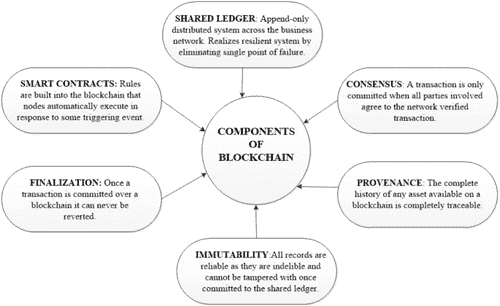 SHARED LEDGER: Append-only
distributed system across the business
network. Realizes resilient system by
eliminating single point of failure.
SMART CONTRACTS: Rules
are built into the blockchain that
nodes automatically execute in
response to some triggering event.
CONSENSUS: A transaction is only
committed when all parties involved
agree to the network verified
transaction.
COMPONENTS
OF
BLOCKCHAIN
FINALIZATION: Once a
transaction is committed over a
blockchain it can never be
reverted.
PROVENANCE: The complete
history of any asset available on a
blockchain is completely traceable.
IMMUTABILITY:All records are
reliable as they are indelible and
cannot be tampered with once
committed to the shared ledger.